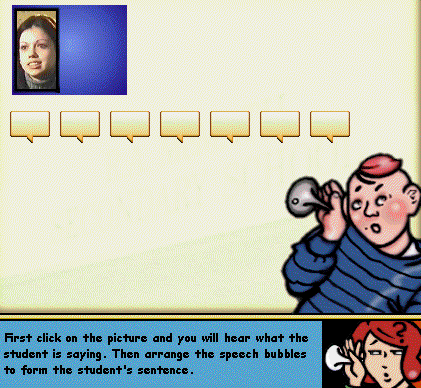 First click on the picture and you will hear what the
student is saying. Then arrange the speech bubbles
to form the student's sentence.